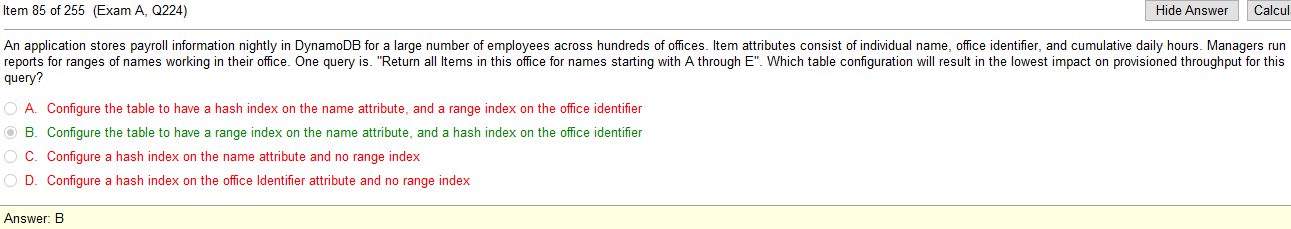 Item 85 of 255 (Exam A, Q224)
Hide Answer
Calcul
An application stores payroll information nightly in DynamoDB for a large number of employees across hundreds of offices. Item attributes consist of individual name, office identifier, and cumulative daily hours. Managers run
reports for ranges of names working in their office. One query is. "Return all Items in this office for names starting with A through E". Which table configuration will result in the lowest impact on provisioned throughput for this
query?
A. Configure the table to have a hash index on the name attribute, and a range index on the office identifier
B. Configure the table to have a range index on the name attribute, and a hash index on the office identifier
C. Configure a hash index on the name attribute and no range index
D. Configure a hash index on the office Identifier attribute and no range index
Answer: B